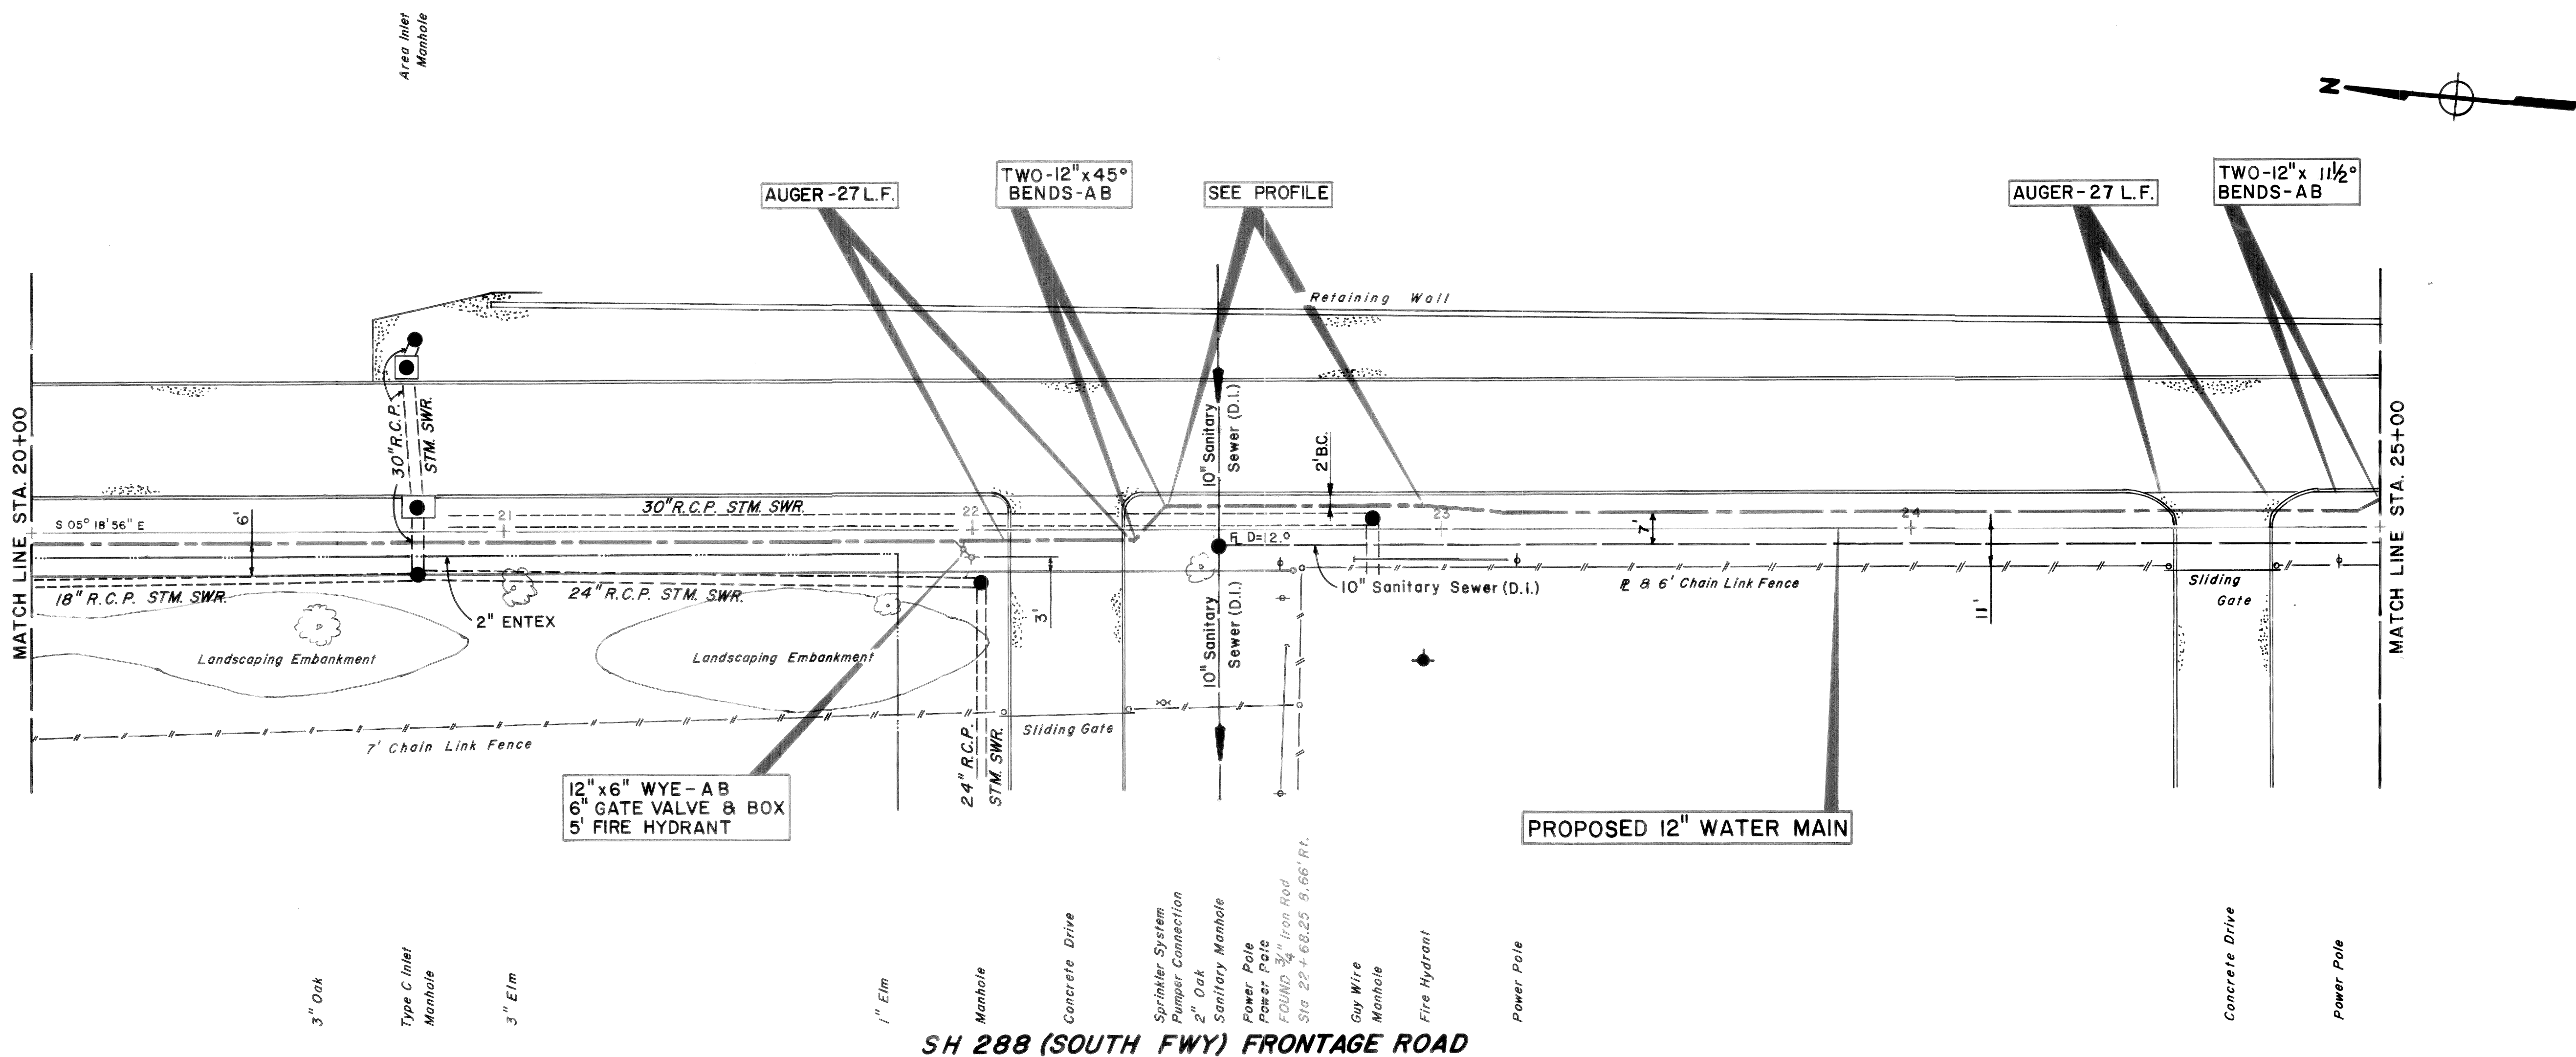 Area Inlet
Manhole
N
AUGER-27 L.F.
TWO-12"x45°
BENDS-AB
SEE PROFILE
AUGER-27 L.F.
TWO-12"x 11½°
BENDS-AB
Retaining Wall
MATCH LINE STA. 20+00
30"R.C.P.
STM. SWR.
10" Sanitary
Sewer (D.I.)
2'B.C.
MATCH LINE STA. 25+00
S 05° 18' 56" E
6'
21
30"R.C.P. STM. SWR.
22
23
7'
24
℄ D=12.0
18" R.C.P. STM. SWR.
24" R.C.P. STM. SWR.
2" ENTEX
3'
10" Sanitary
Sewer (D.I.)
10" Sanitary Sewer (D.I.)
℞ & 6' Chain Link Fence
11'
Sliding
Gate
Landscaping Embankment
Landscaping Embankment
7' Chain Link Fence
24" R.C.P.
STM. SWR.
Sliding Gate
12"x6" WYE-AB
6" GATE VALVE & BOX
5' FIRE HYDRANT
PROPOSED 12" WATER MAIN
3" Oak
Type C Inlet
Manhole
3" Elm
1" Elm
Manhole
Concrete Drive
Sprinkler System
Pumper Connection
2" Oak
Sanitary Manhole
Power Pole
Power Pole
FOUND 3/4" Iron Rod
Sta 22+68.25 8.66' Rt.
Guy Wire
Manhole
Fire Hydrant
Power Pole
Concrete Drive
Power Pole
SH 288 (SOUTH FWY) FRONTAGE ROAD